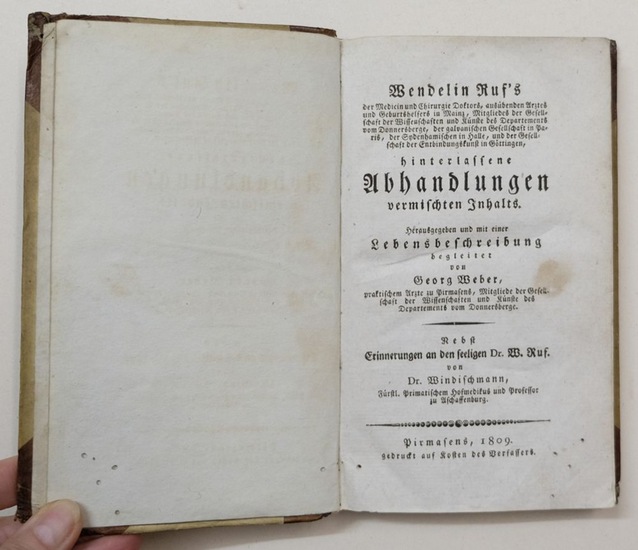 Wendelin Ruf's
der Medicin und Chirurgie Doktors, ausübenden Arztes
und Geburtshelfers in Mainz, Mitgliedes der Gesell-
schaft der Wissenschaften und Künste des Departements
vom Donnersberge, der galvanischen Gesellschaft in Pa-
ris, der Sydenhamischen in Halle, und der Gesell-
schaft der Entbindungskunst in Göttingen,
hinterlassene
Abhandlungen
vermischten Inhalts.
Herausgegeben und mit einer
Lebensbeschreibung
begleitet
von
Georg Weber,
praktischem Arzte zu Pirmasens, Mitgliede der Gesell-
schaft der Wissenschaften und Künste des
Departements vom Donnersberge.
Nebst
Erinnerungen an den seeligen Dr. W. Ruf.
von
Dr. Windischmann,
Fürstl. Primatischem Hofmedikus und Professor
zu Aschaffenburg.
Pirmasens, 1809.
gedruckt auf Kosten des Verfassers.